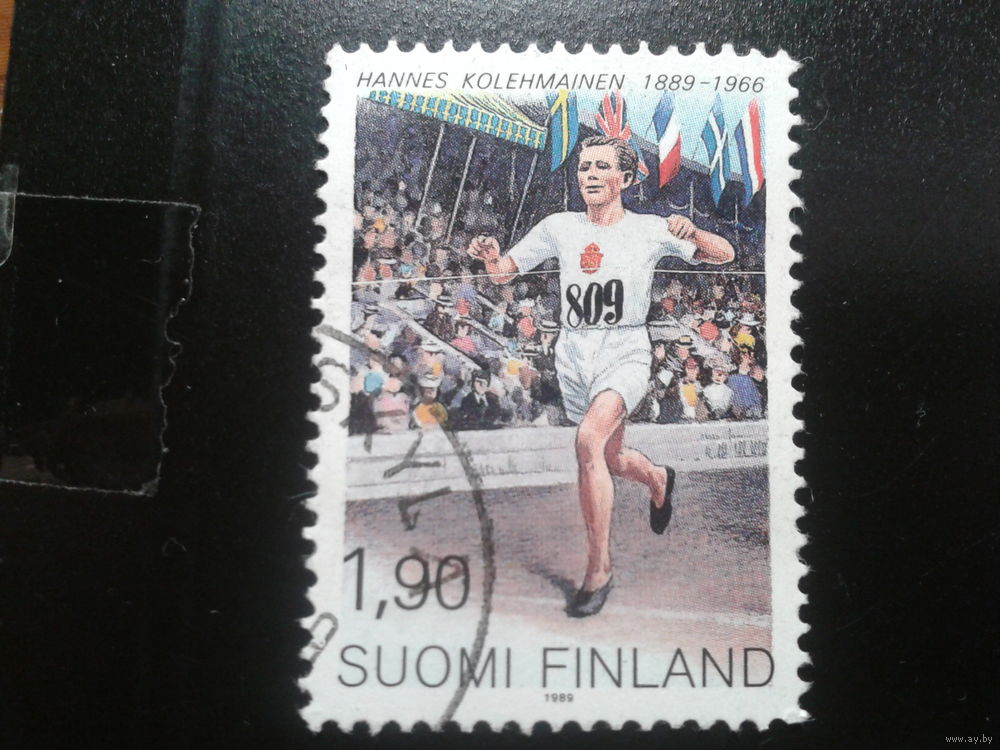 HANNES KOLEHMAINEN 1889-1966
809
1,90
SUOMI FINLAND
1989
www.ay.by